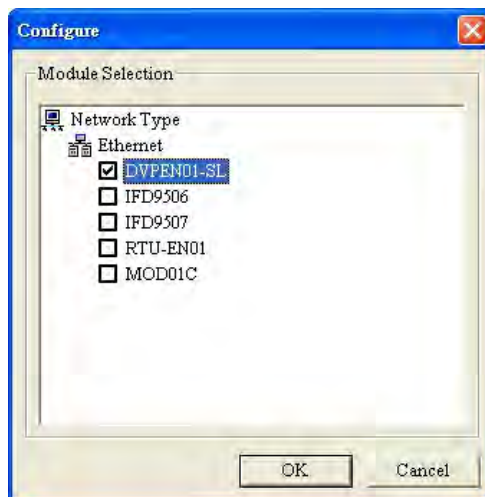 Configure
Module Selection
Network Type
Ethernet
DVPEN01-SL
IFD9506
IFD9507
RTU-EN01
MOD01C
OK
Cancel